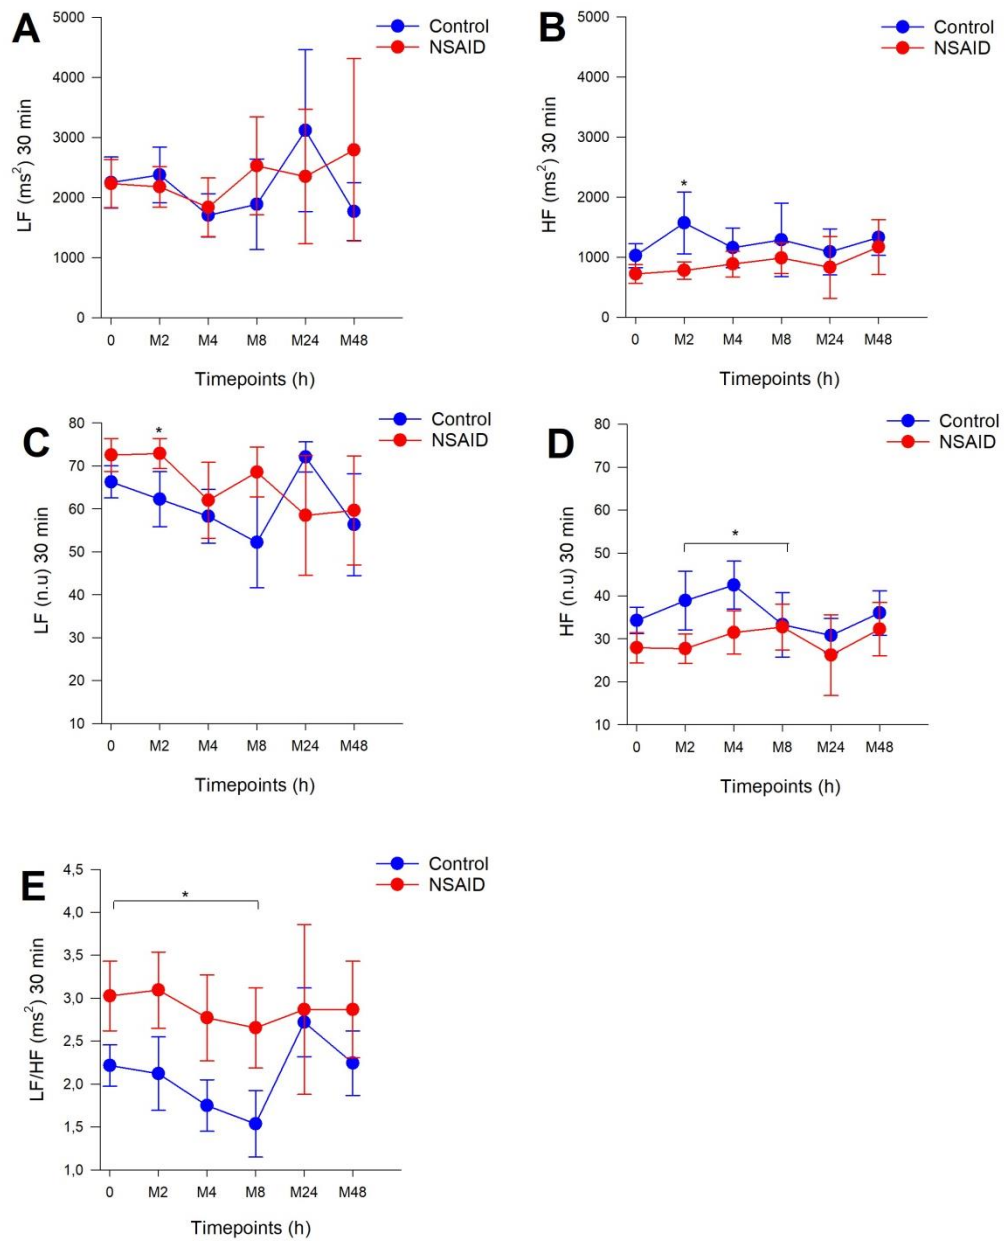 A
Control
NSAID
5000
4000
3000
2000
1000
0
LF (ms²) 30 min
0 M2 M4 M8 M24 M48
Timepoints (h)
B
Control
NSAID
5000
4000
3000
2000
1000
0
HF (ms²) 30 min
*
0 M2 M4 M8 M24 M48
Timepoints (h)
C
Control
NSAID
80
70
60
50
40
30
20
10
LF (n.u) 30 min
*
0 M2 M4 M8 M24 M48
Timepoints (h)
D
Control
NSAID
80
70
60
50
40
30
20
10
HF (n.u) 30 min
*
0 M2 M4 M8 M24 M48
Timepoints (h)
E
Control
NSAID
4,5
4,0
3,5
3,0
2,5
2,0
1,5
1,0
LF/HF (ms²) 30 min
*
0 M2 M4 M8 M24 M48
Timepoints (h)